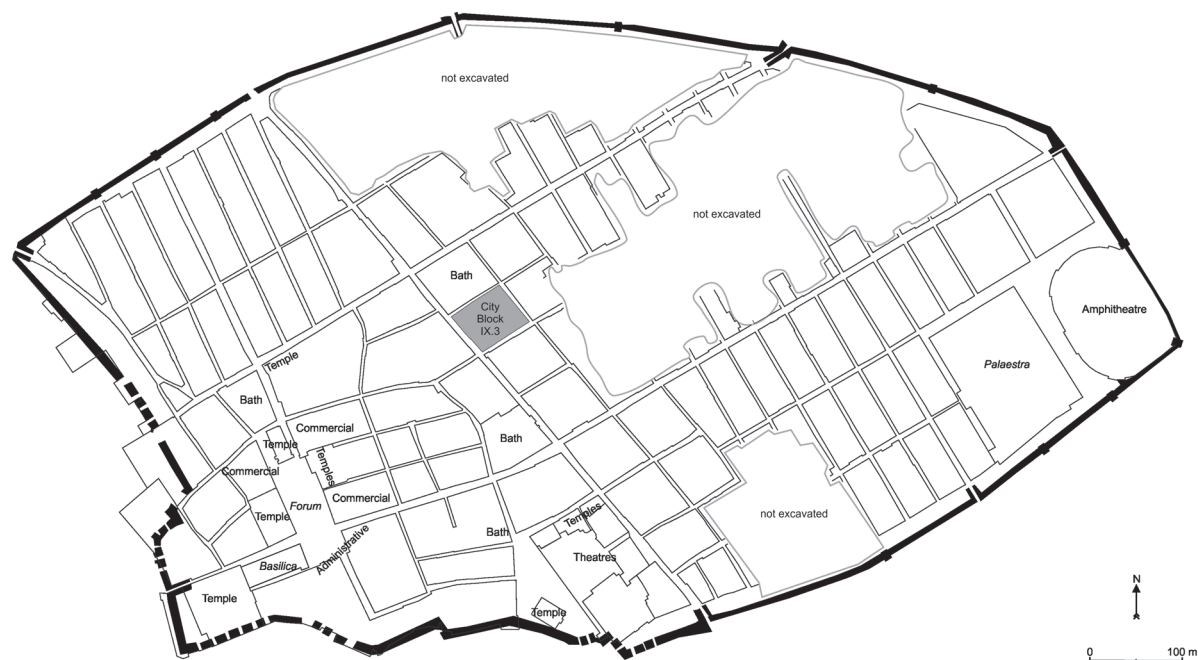 not excavated
not excavated
Bath
City
Block
IX.3
Amphitheatre
Palaestra
Temple
Bath
Commercial
Temple
Bath
Commercial
Temples
Commercial
Forum
Temple
Temples
not excavated
Bath
Administrative
Theatres
Basilica
Temple
Temple
N
0 100 m